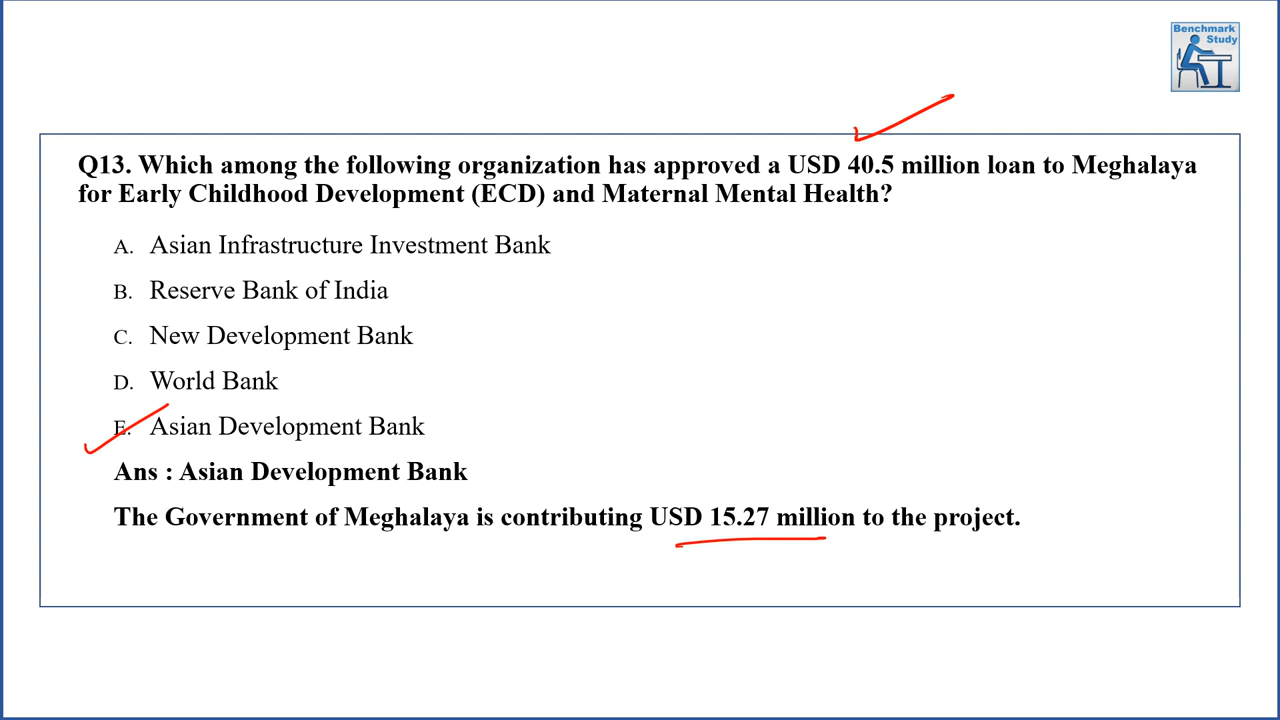 Benchmark
Study
Q13. Which among the following organization has approved a USD 40.5 million loan to Meghalaya
for Early Childhood Development (ECD) and Maternal Mental Health?
A. Asian Infrastructure Investment Bank
B. Reserve Bank of India
C. New Development Bank
D. World Bank
E. Asian Development Bank
Ans : Asian Development Bank
The Government of Meghalaya is contributing USD 15.27 million to the project.